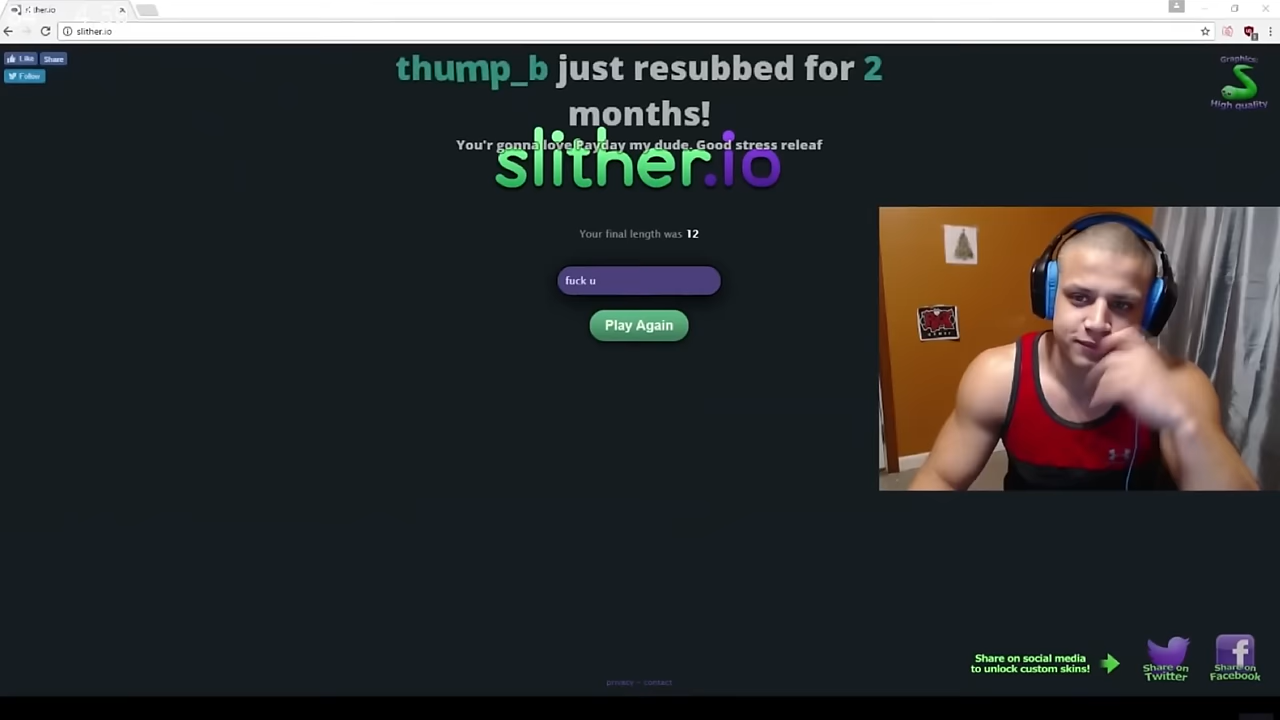 slither.io
Like Share
Follow
thump_b just resubbed for 2
months!
You'r gonna love Payday my dude. Good stress releaf
slither.io
Graphics:
High quality
Your final length was 12
fuck u
Play Again
Share on social media
to unlock custom skins!
Share on
Twitter
Share on
Facebook
privacy - contact